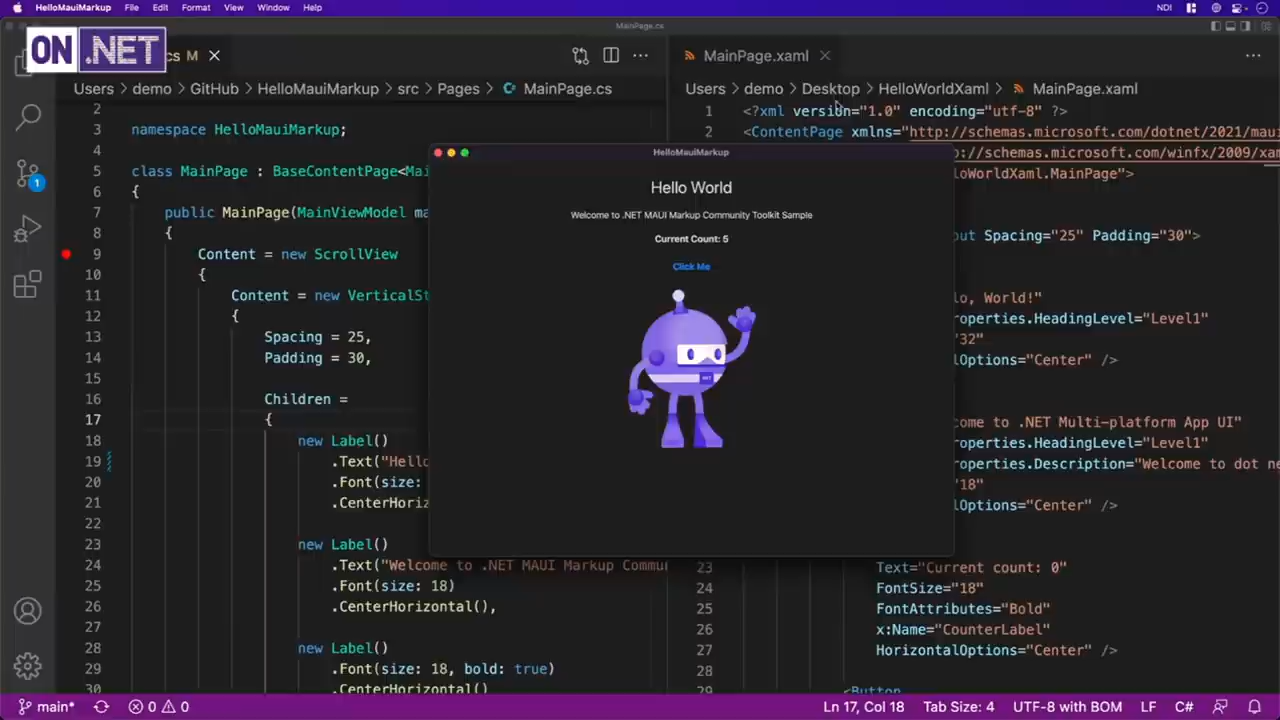 HelloMauiMarkup File Edit Format View Window Help NDI
MainPage.cs
ON .NET
cs M
Users > demo > GitHub > HelloMauiMarkup > src > Pages > MainPage.cs
2
3 namespace HelloMauiMarkup;
4
5 class MainPage : BaseContentPage<Mai
6 {
7 public MainPage(MainViewModel ma
8 {
9 Content = new ScrollView
10 {
11 Content = new VerticalSt
12 {
13 Spacing = 25,
14 Padding = 30,
15
16 Children =
17 {
18 new Label()
19 .Text("Hello
20 .Font(size:
21 .CenterHoriz
22
23 new Label()
24 .Text("Welcome to .NET MAUI Markup Commu
25 .Font(size: 18)
26 .CenterHorizontal(),
27
28 new Label()
29 .Font(size: 18, bold: true)
30 .CenterHorizontal()
MainPage.xaml
Users > demo > Desktop > HelloWorldXaml > MainPage.xaml
1 <?xml version="1.0" encoding="utf-8" ?>
2 <ContentPage xmlns="http://schemas.microsoft.com/dotnet/2021/maui
p://schemas.microsoft.com/winfx/2009/xam
loWorldXaml.MainPage">
out Spacing="25" Padding="30">
lo, World!"
roperties.HeadingLevel="Level1"
"32"
lOptions="Center" />
ome to .NET Multi-platform App UI"
roperties.HeadingLevel="Level1"
roperties.Description="Welcome to dot ne
"18"
lOptions="Center" />
23 Text="Current count: 0"
24 FontSize="18"
25 FontAttributes="Bold"
26 x:Name="CounterLabel"
27 HorizontalOptions="Center" />
28
29 <Button
HelloMauiMarkup
Hello World
Welcome to .NET MAUI Markup Community Toolkit Sample
Current Count: 5
Click Me
.NET
1
main* 0 0 Ln 17, Col 18 Tab Size: 4 UTF-8 with BOM LF C#